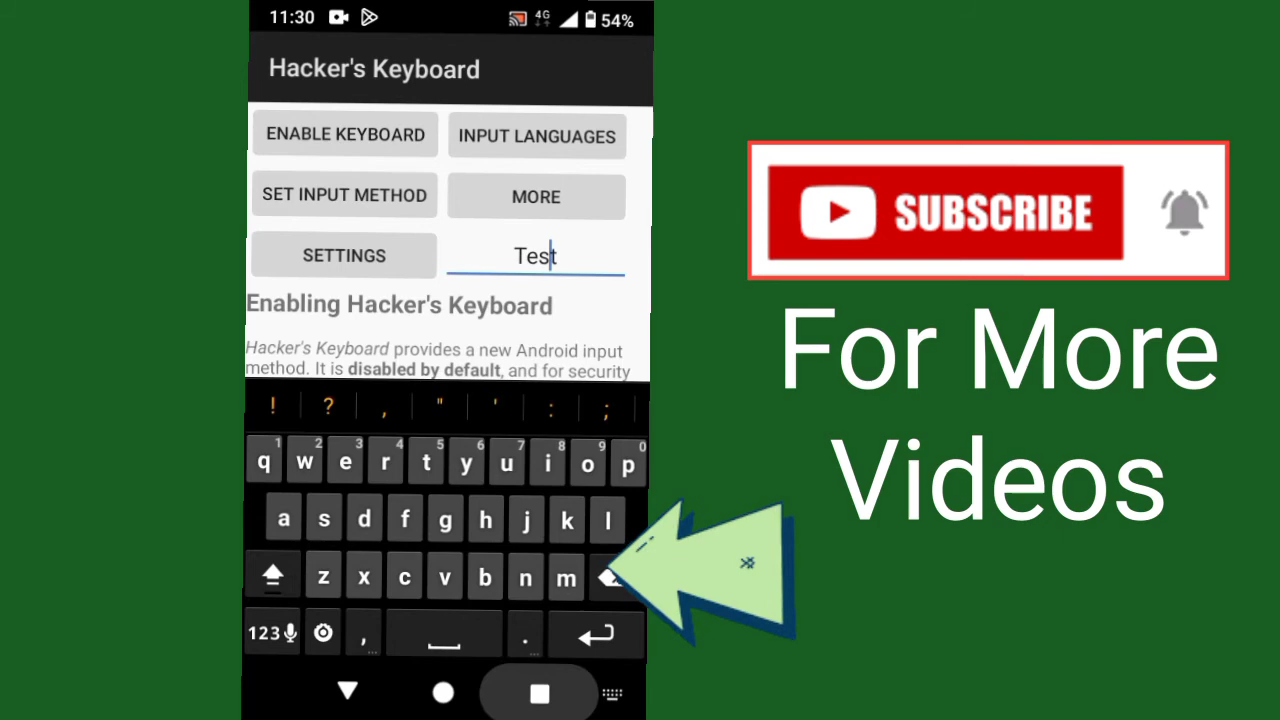 11:30 4G 54%
Hacker's Keyboard
ENABLE KEYBOARD INPUT LANGUAGES
SET INPUT METHOD MORE
SETTINGS Test
Enabling Hacker's Keyboard
Hacker's Keyboard provides a new Android input
method. It is disabled by default, and for security
! ? , " ' : ;
1 2 3 4 5 6 7 8 9 0
q w e r t y u i o p
a s d f g h j k l
z x c v b n m
123 , ... . ...
SUBSCRIBE
For More
Videos